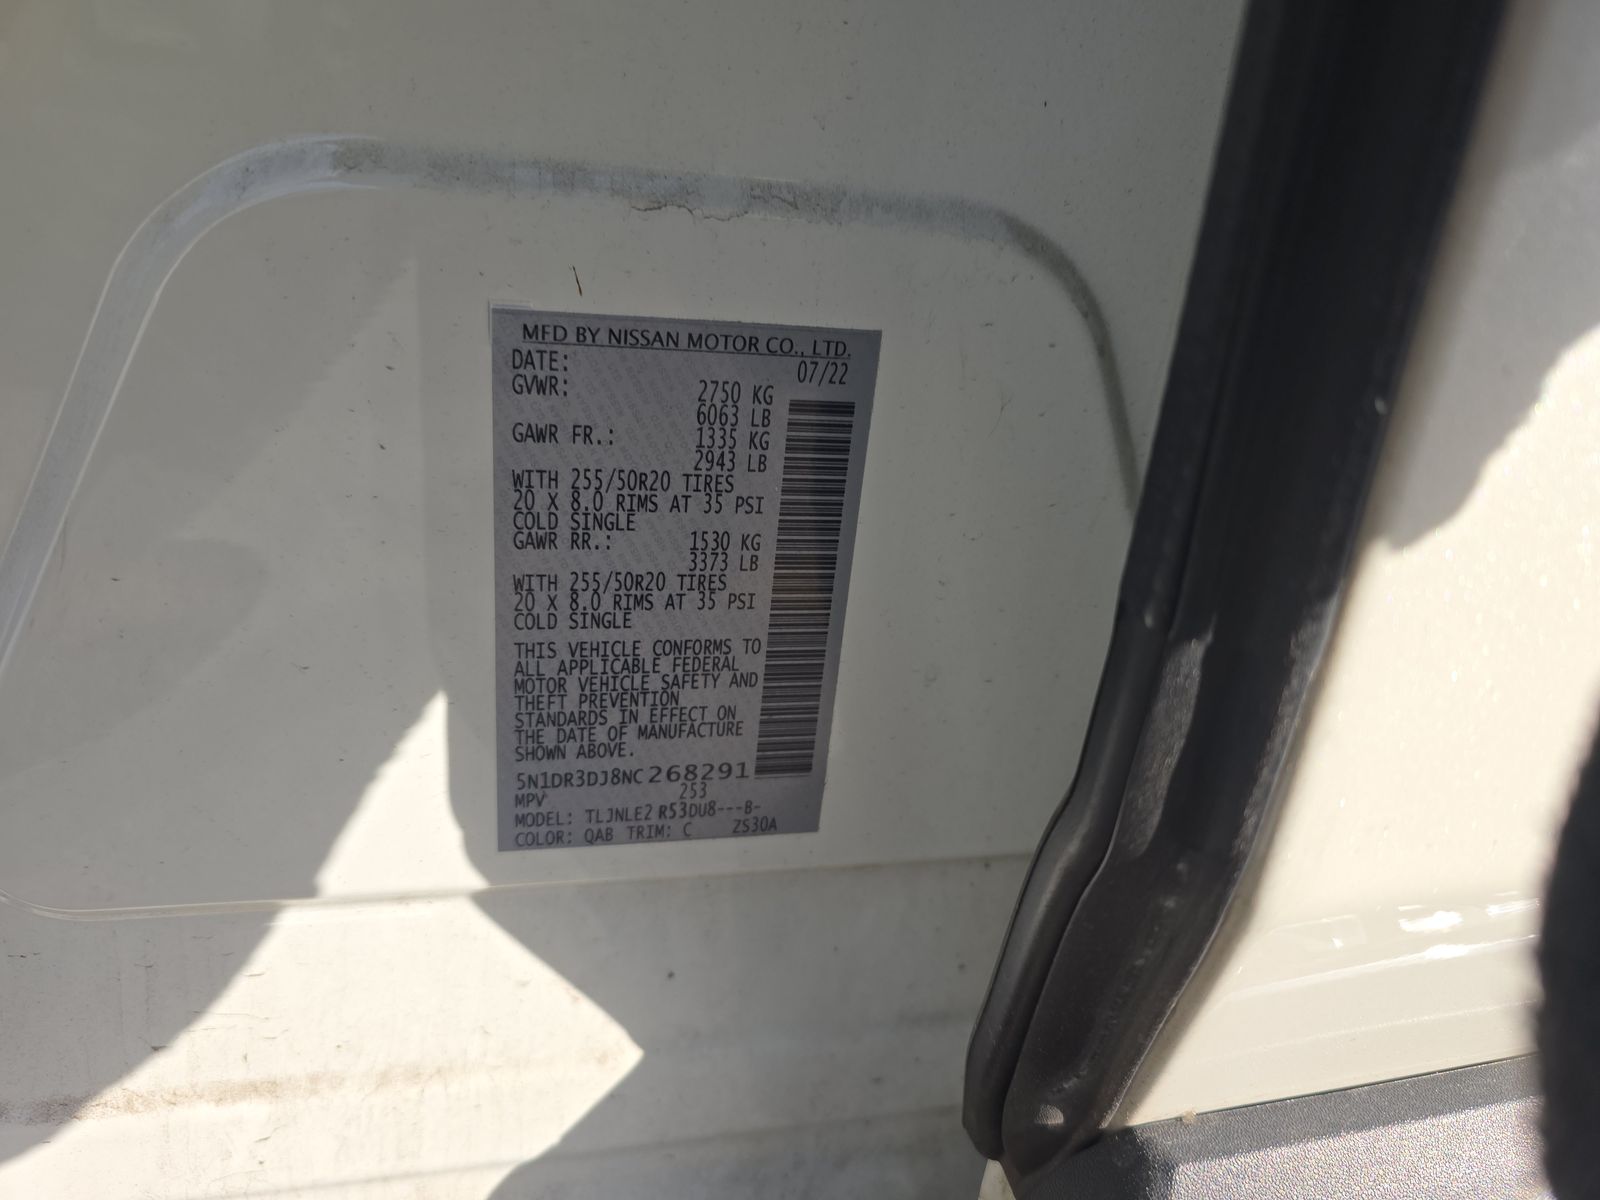 MFD BY NISSAN MOTOR CO., LTD.
DATE: 07/22
GVWR: 2750 KG
6063 LB
GAWR FR.: 1335 KG
2943 LB
WITH 255/50R20 TIRES
20 X 8.0 RIMS AT 35 PSI
COLD SINGLE
GAWR RR.: 1530 KG
3373 LB
WITH 255/50R20 TIRES
20 X 8.0 RIMS AT 35 PSI
COLD SINGLE
THIS VEHICLE CONFORMS TO
ALL APPLICABLE FEDERAL
MOTOR VEHICLE SAFETY AND
THEFT PREVENTION
STANDARDS IN EFFECT ON
THE DATE OF MANUFACTURE
SHOWN ABOVE.
5N1DR3DJ8NC268291
MPV 253
MODEL: TLJNLE2 R53DU8---B-
COLOR: QAB TRIM: C ZS30A